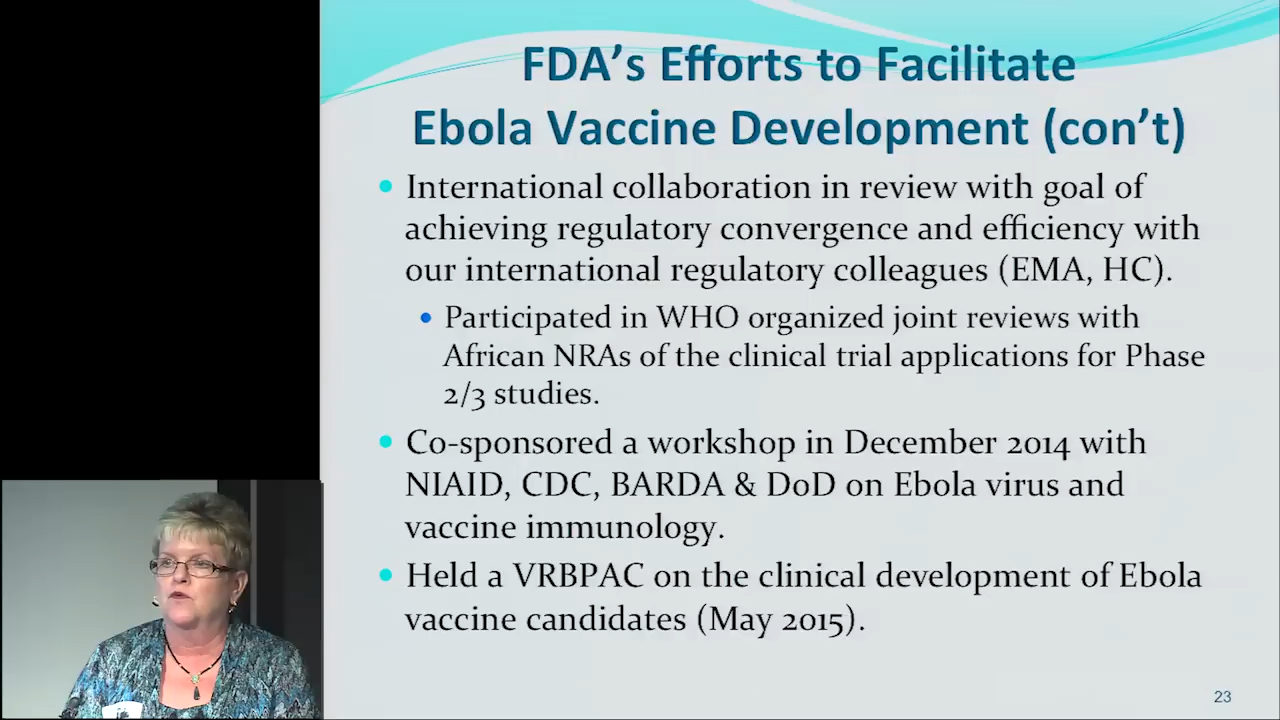 FDA's Efforts to Facilitate
Ebola Vaccine Development (con't)
International collaboration in review with goal of
achieving regulatory convergence and efficiency with
our international regulatory colleagues (EMA, HC).
Participated in WHO organized joint reviews with
African NRAs of the clinical trial applications for Phase
2/3 studies.
Co-sponsored a workshop in December 2014 with
NIAID, CDC, BARDA & DoD on Ebola virus and
vaccine immunology.
Held a VRBPAC on the clinical development of Ebola
vaccine candidates (May 2015).
23